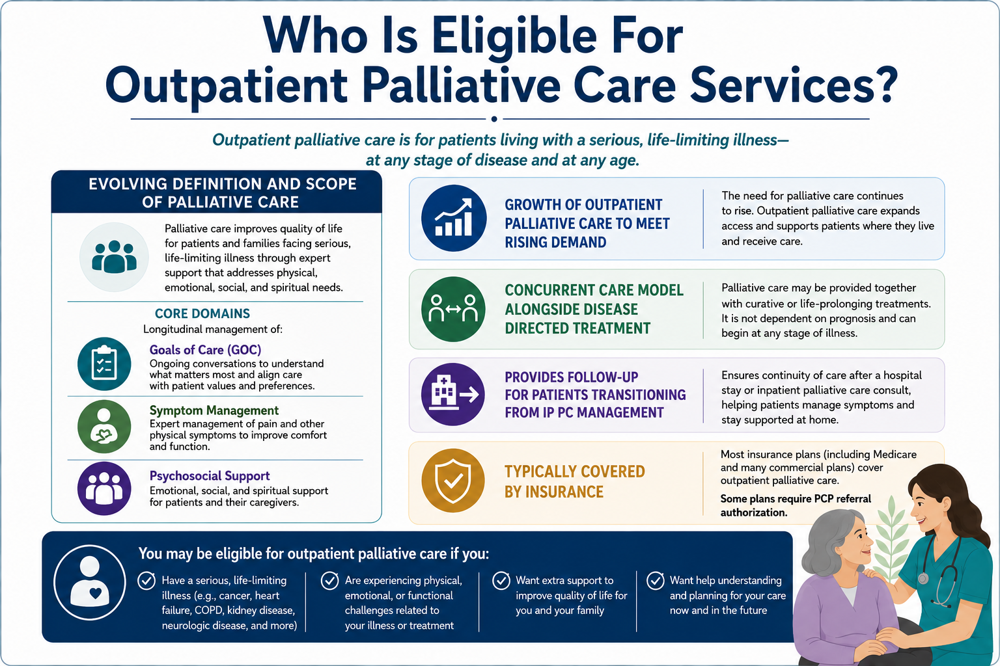 Who Is Eligible For
Outpatient Palliative Care Services?
Outpatient palliative care is for patients living with a serious, life-limiting illness—
at any stage of disease and at any age.
EVOLVING DEFINITION AND SCOPE
OF PALLIATIVE CARE
Palliative care improves quality of life
for patients and families facing serious,
life-limiting illness through expert
support that addresses physical,
emotional, social, and spiritual needs.
CORE DOMAINS
Longitudinal management of:
Goals of Care (GOC)
Ongoing conversations to understand
what matters most and align care
with patient values and preferences.
Symptom Management
Expert management of pain and other
physical symptoms to improve comfort
and function.
Psychosocial Support
Emotional, social, and spiritual support
for patients and their caregivers.
GROWTH OF OUTPATIENT
PALLIATIVE CARE TO MEET
RISING DEMAND
The need for palliative care continues
to rise. Outpatient palliative care expands
access and supports patients where they live
and receive care.
CONCURRENT CARE MODEL
ALONGSIDE DISEASE
DIRECTED TREATMENT
Palliative care may be provided together
with curative or life-prolonging treatments.
It is not dependent on prognosis and can
begin at any stage of illness.
PROVIDES FOLLOW-UP
FOR PATIENTS TRANSITIONING
FROM IP PC MANAGEMENT
Ensures continuity of care after a hospital
stay or inpatient palliative care consult,
helping patients manage symptoms and
stay supported at home.
TYPICALLY COVERED
BY INSURANCE
Most insurance plans (including Medicare
and many commercial plans) cover
outpatient palliative care.
Some plans require PCP referral
authorization.
You may be eligible for outpatient palliative care if you:
Have a serious, life-limiting
illness (e.g., cancer, heart
failure, COPD, kidney disease,
neurologic disease, and more)
Are experiencing physical,
emotional, or functional
challenges related to
your illness or treatment
Want extra support to
improve quality of life for
you and your family
Want help understanding
and planning for your care
now and in the future